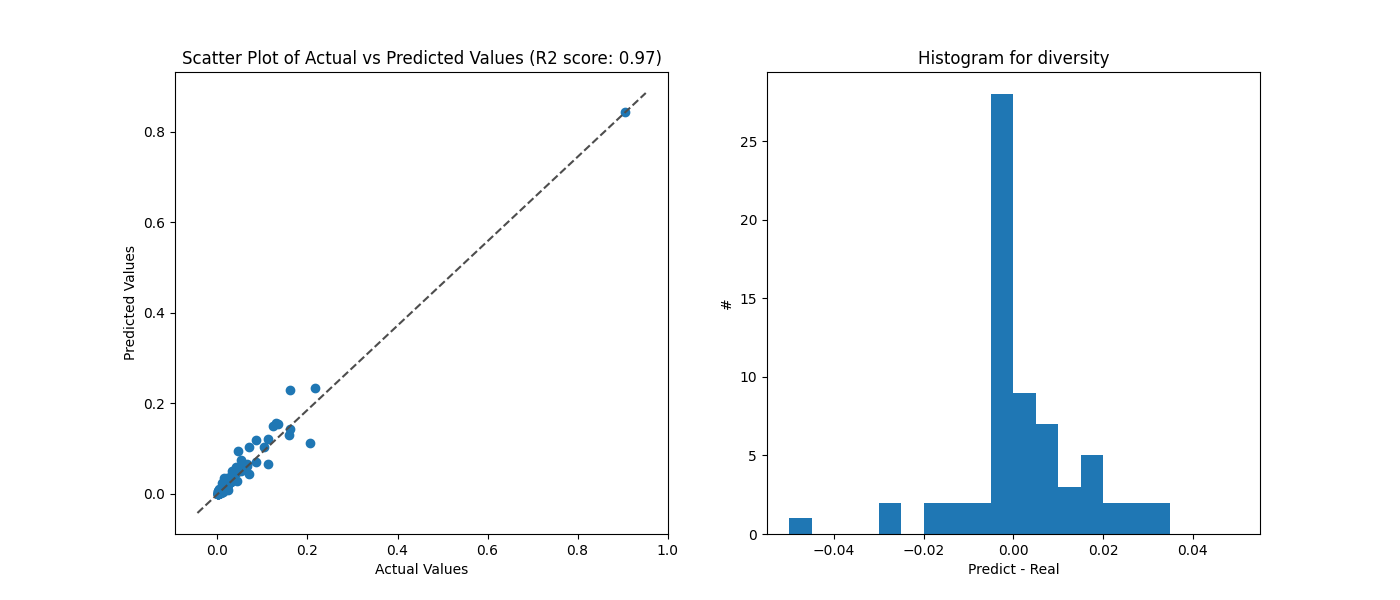 Scatter Plot of Actual vs Predicted Values (R2 score: 0.97)
Predicted Values
0.8
0.6
0.4
0.2
0.0
0.0 0.2 0.4 0.6 0.8 1.0
Actual Values
Histogram for diversity
#
25
20
15
10
5
0
−0.04 −0.02 0.00 0.02 0.04
Predict - Real